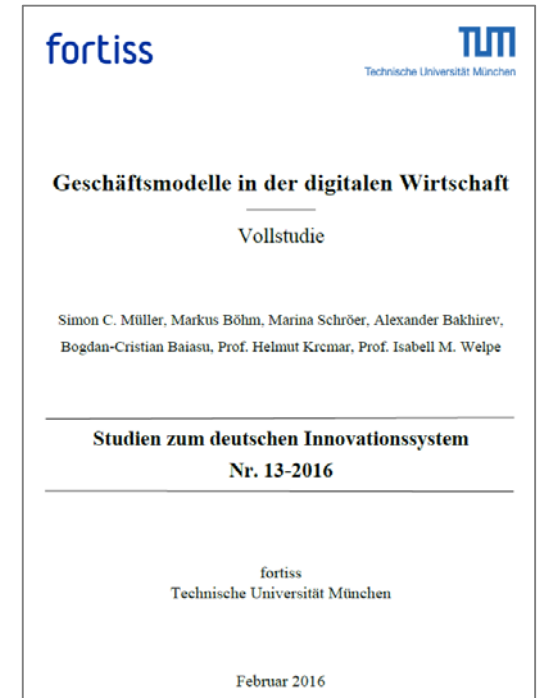 fortiss
TUM
Technische Universität München
Geschäftsmodelle in der digitalen Wirtschaft
Vollstudie
Simon C. Müller, Markus Böhm, Marina Schröer, Alexander Bakhirev,
Bogdan-Cristian Baiasu, Prof. Helmut Krcmar, Prof. Isabell M. Welpe
Studien zum deutschen Innovationssystem
Nr. 13-2016
fortiss
Technische Universität München
Februar 2016